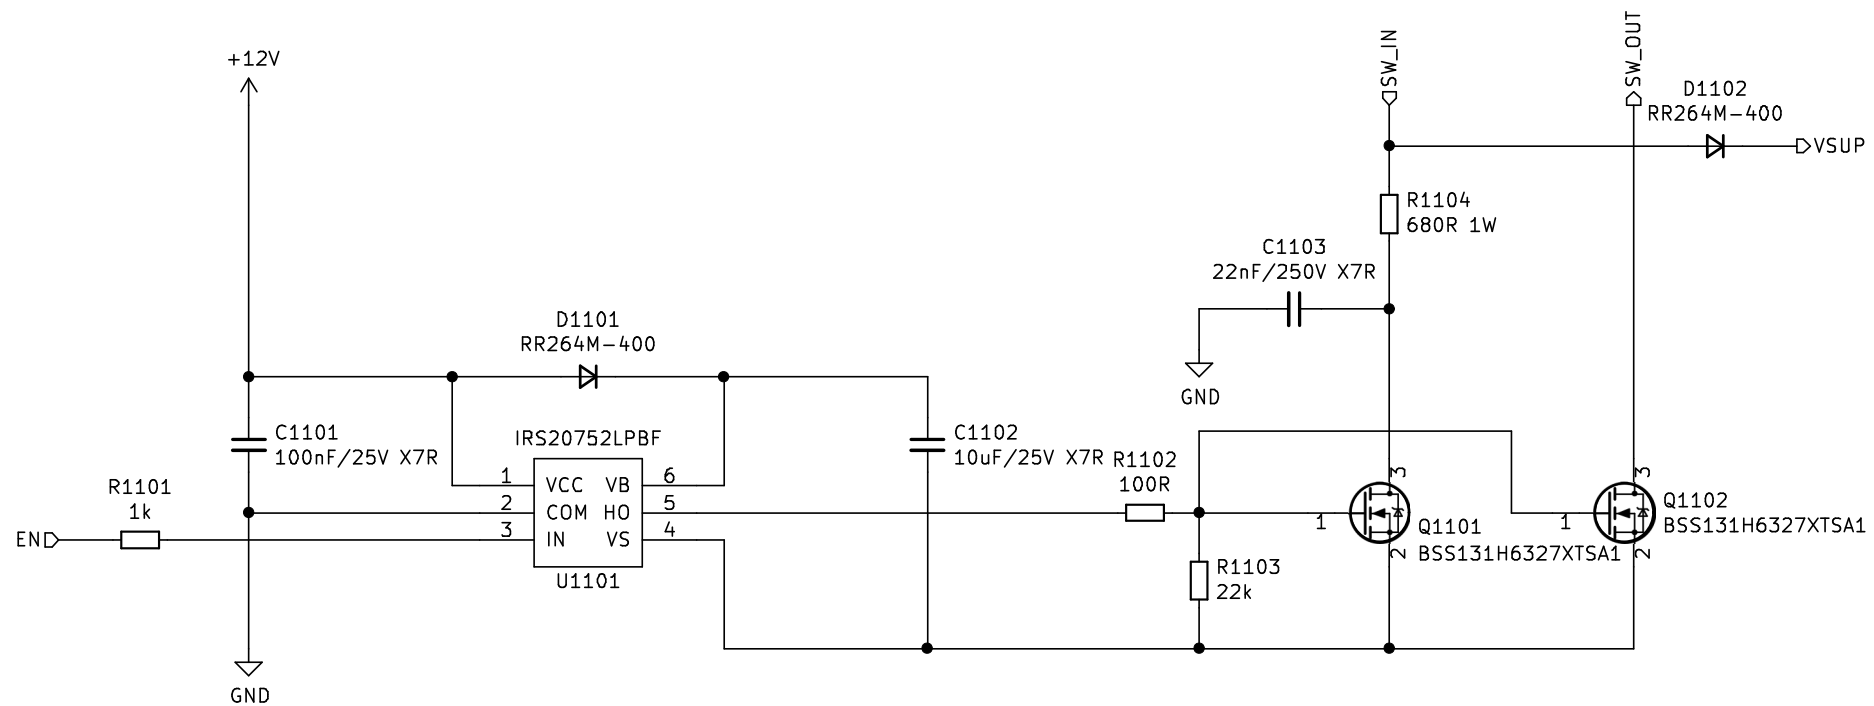 SW_IN
SW_OUT
+12V
D1102
RR264M-400
VSUP
R1104
680R 1W
C1103
22nF/250V X7R
D1101
RR264M-400
GND
C1101
100nF/25V X7R
IRS20752LPBF
C1102
10uF/25V X7R
R1102
100R
R1101
1k
1
VCC
VB
6
2
COM
HO
5
3
IN
VS
4
U1101
EN
3
1
2
Q1101
BSS131H6327XTSA1
3
1
2
Q1102
BSS131H6327XTSA1
R1103
22k
GND